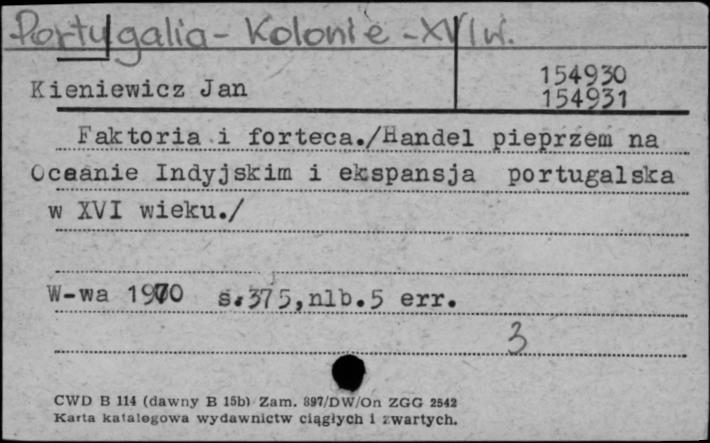 Portugalia - Kolonie - XVI w.
Kieniewicz Jan
154930
154931
Faktoria i forteca./Handel pieprzem na
Oceanie Indyjskim i ekspansja portugalska
w XVI wieku./
W-wa 1970 s.375,nlb.5 err.
3
CWD B 114 (dawny B 15b) Zam. 897/DW/On ZGG 2542
Karta katalogowa wydawnictw ciągłych i zwartych.